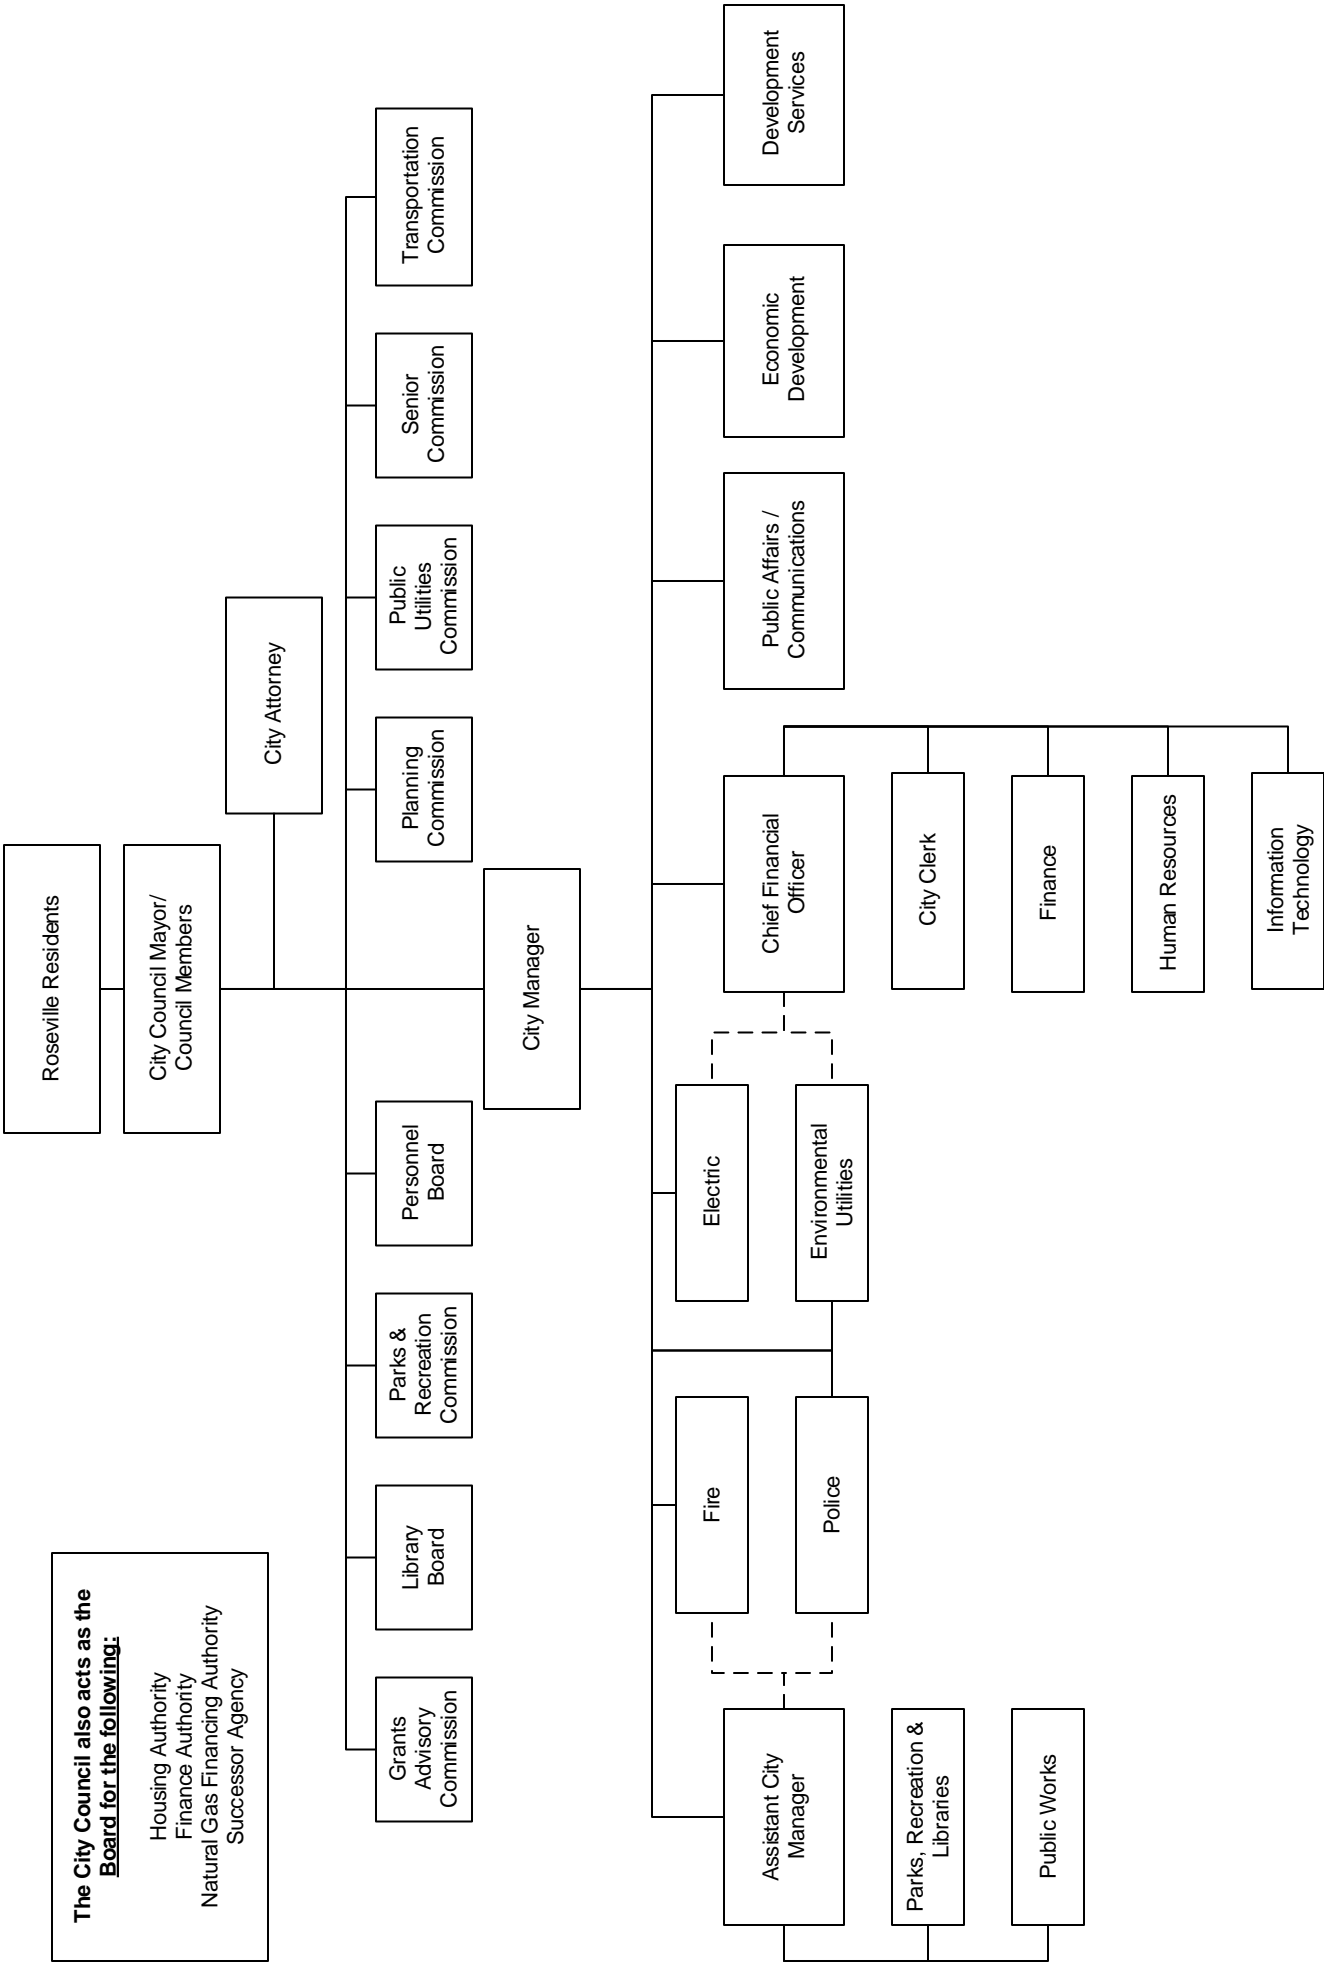 The City Council also acts as the
Board for the following:
Housing Authority
Finance Authority
Natural Gas Financing Authority
Successor Agency
Roseville Residents
City Council Mayor/
Council Members
City Attorney
Grants
Advisory
Commission
Library
Board
Parks &
Recreation
Commission
Personnel
Board
Planning
Commission
Public
Utilities
Commission
Senior
Commission
Transportation
Commission
City Manager
Assistant City
Manager
Fire
Police
Electric
Environmental
Utilities
Chief Financial
Officer
Public Affairs /
Communications
Economic
Development
Development
Services
Parks, Recreation &
Libraries
Public Works
City Clerk
Finance
Human Resources
Information
Technology